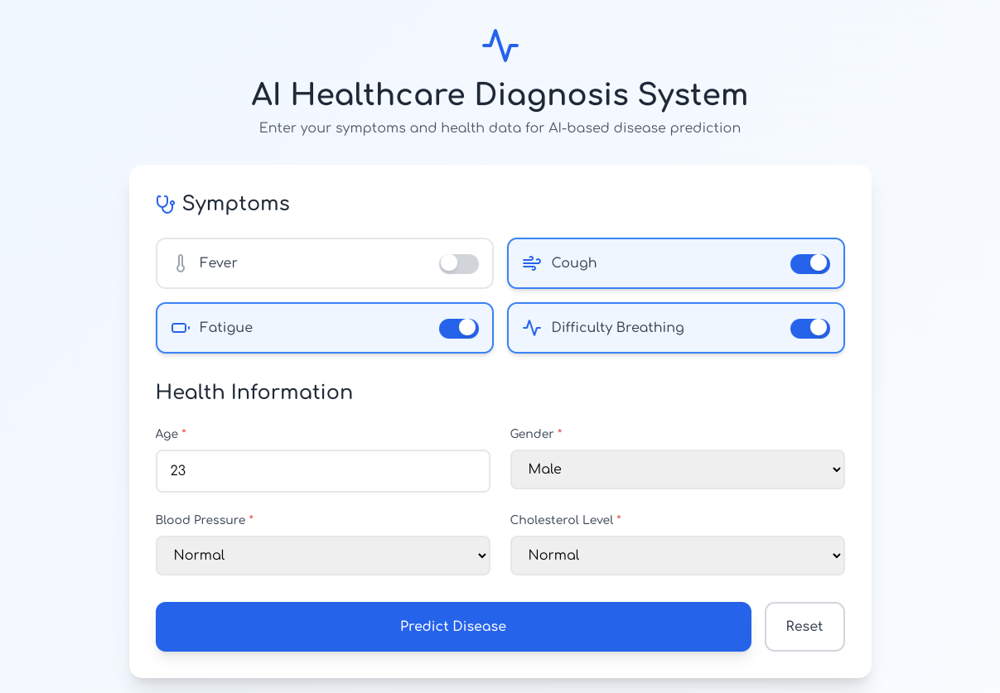 AI Healthcare Diagnosis System
Enter your symptoms and health data for AI-based disease prediction
Symptoms
Fever
Cough
Fatigue
Difficulty Breathing
Health Information
Age *
Gender *
23
Male
Blood Pressure *
Cholesterol Level *
Normal
Normal
Predict Disease
Reset